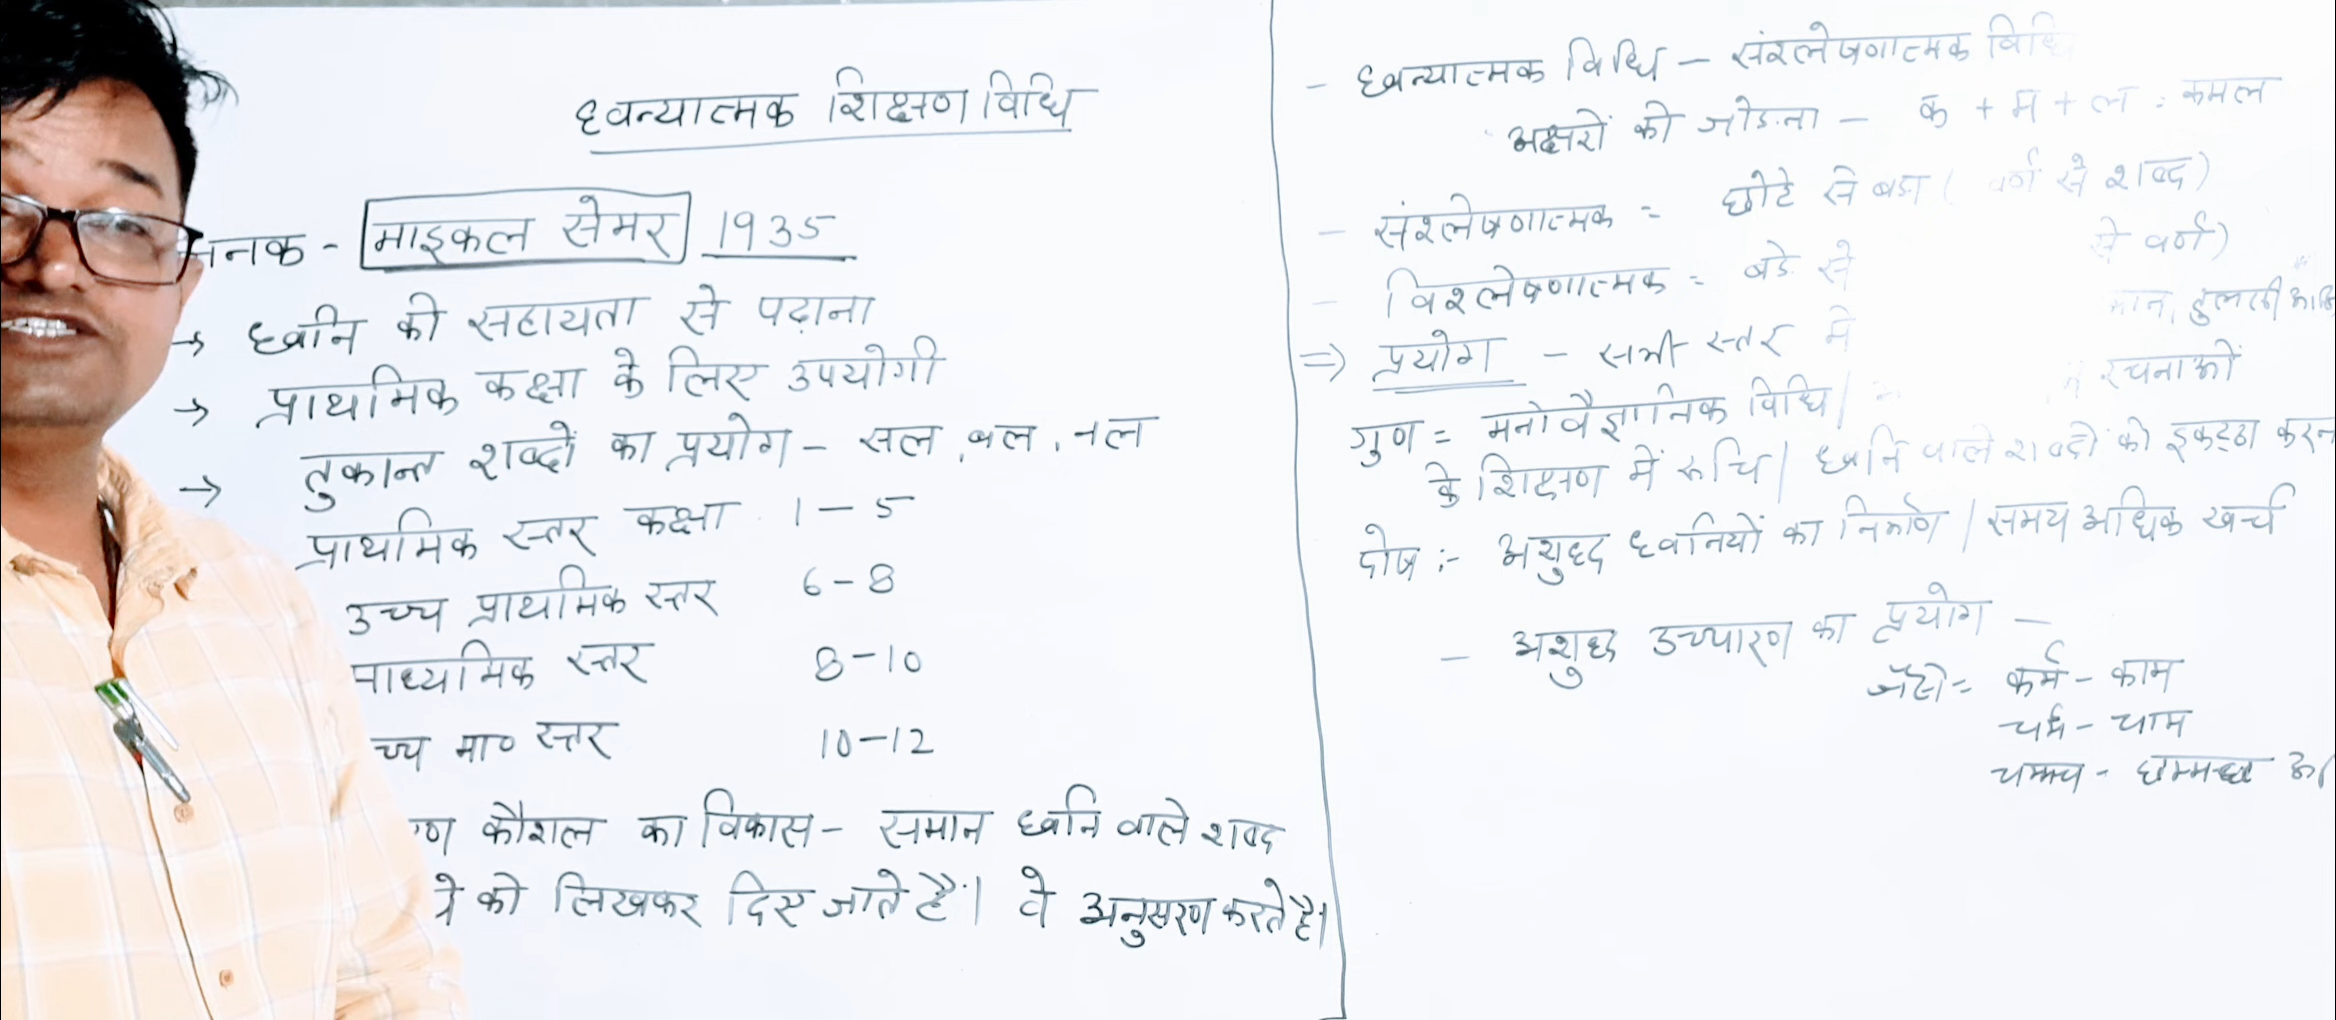 ध्वन्यात्मक शिक्षण विधि
जनक - माइकल सेमर 1935
→ ध्वनि की सहायता से पढ़ाना
→ प्राथमिक कक्षा के लिए उपयोगी
→ तुकान्त शब्दों का प्रयोग - सल, बल, नल
प्राथमिक स्तर कक्षा 1 - 5
उच्च प्राथमिक स्तर 6 - 8
माध्यमिक स्तर 8 - 10
च्च मा० स्तर 10 - 12
ण कौशल का विकास - समान ध्वनि वाले शब्द
को लिखकर दिए जाते है। वे अनुसरण करते है।
- ध्वन्यात्मक विधि - संश्लेषणात्मक विधि
अक्षरों को जोड़ना - क + म + ल : कमल
- संश्लेषणात्मक = छोटे से बडा ( वर्ण से शब्द)
- विश्लेषणात्मक = बडे से से वर्ण)
⇒ प्रयोग - सभी स्तर मे
गुण = मनोवैज्ञानिक विधि | रचनाओं
के शिक्षण में रूचि | ध्वनि वाले शब्दो को इकट्ठा करन
दोष :- अशुध्द ध्वनियों का निर्माण | समय अधिक खर्च
- अशुद्ध उच्चारण का प्रयोग -
जैसे = कर्म - काम
चर्म - चाम